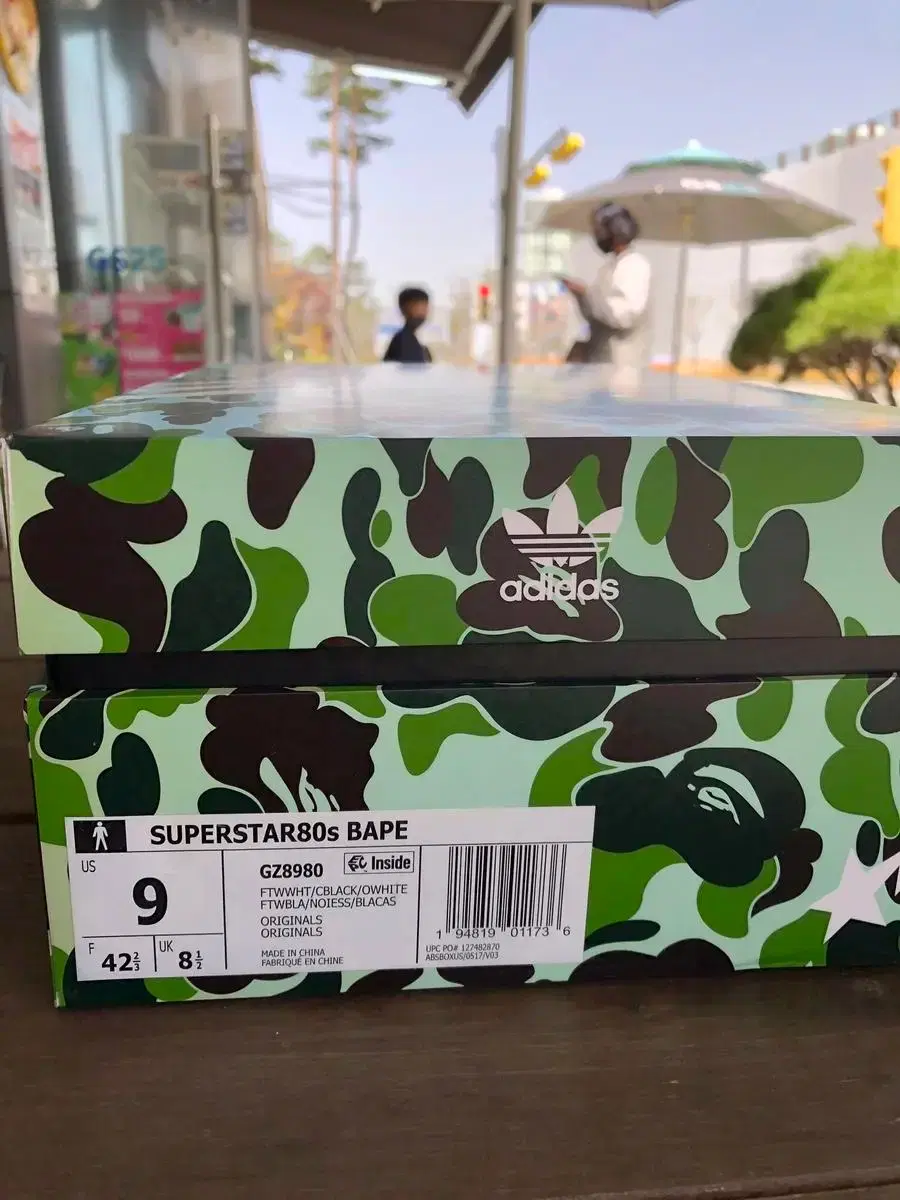 GS25
adidas
SUPERSTAR80s BAPE
US
9
F
42⅔
UK
8½
GZ8980
Inside
FTWWHT/CBLACK/OWHITE
FTWBLA/NOIESS/BLACAS
ORIGINALS
ORIGINALS
MADE IN CHINA
FABRIQUÉ EN CHINE
1 94819 01173 6
UPC PO# 127482870
ABSBOXUS/0517/V03